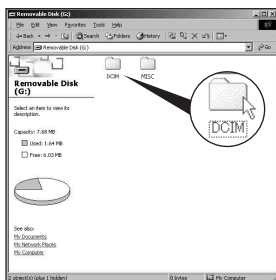 Removable Disk (G:)
File Edit View Favorites Tools Help
Back Search Folders History
Address Removable Disk (G:) Go
Removable Disk
(G:)
Select an item to view its
description.
Capacity: 7.68 MB
Used: 1.64 MB
Free: 6.03 MB
See also:
My Documents
My Network Places
My Computer
DCIM MISC
DCIM
2 object(s) (plus 1 hidden) 0 bytes My Computer